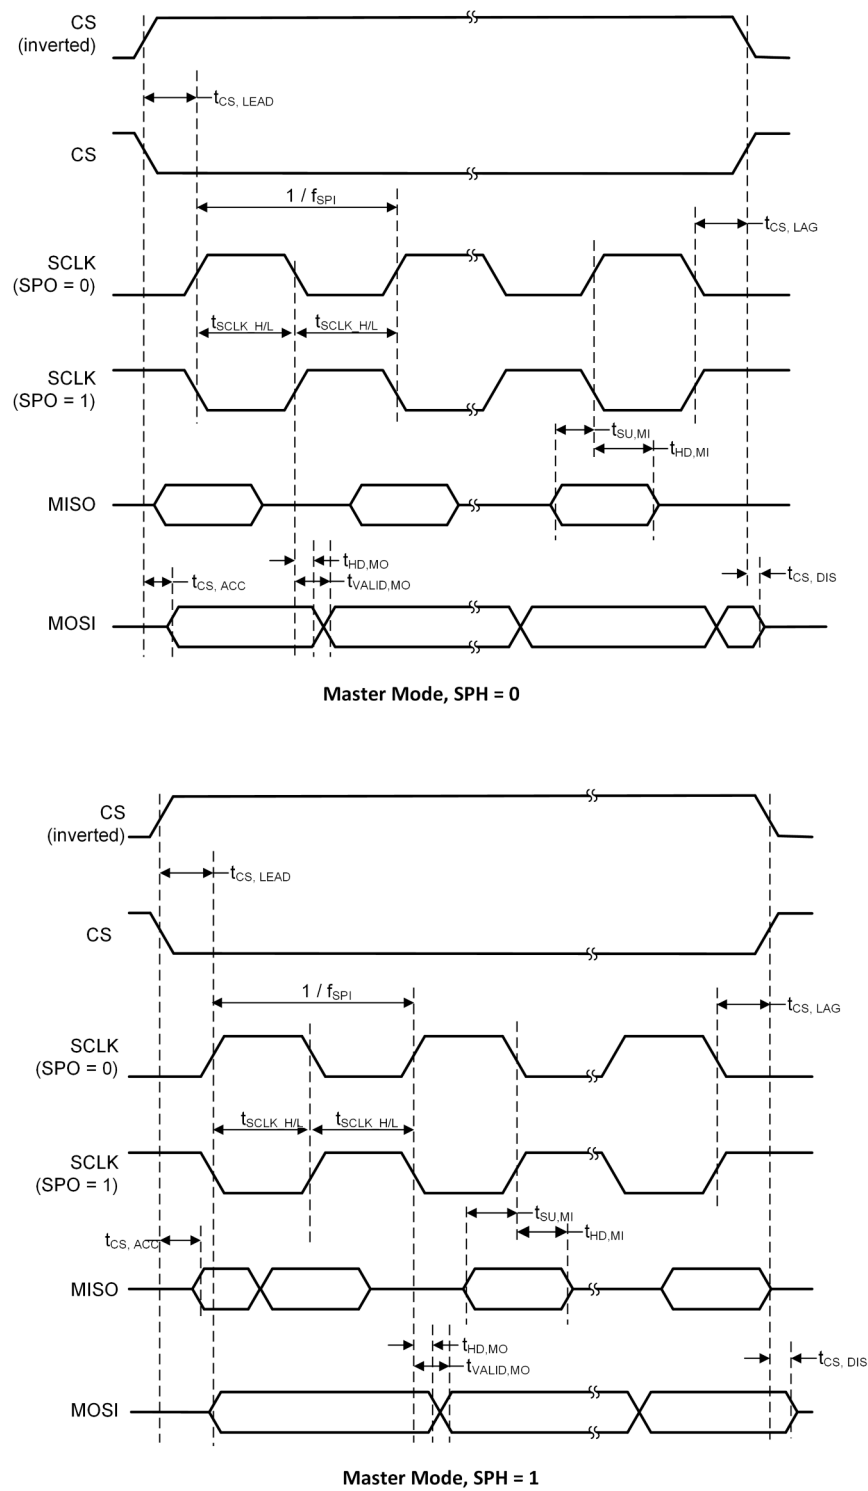 CS
(inverted)
tCS, LEAD
CS
1 / fSPI
tCS, LAG
SCLK
(SPO = 0)
tSCLK_H/L
tSCLK_H/L
SCLK
(SPO = 1)
tSU,MI
tHD,MI
MISO
tHD,MO
tCS, ACC
tVALID,MO
tCS, DIS
MOSI
Master Mode, SPH = 0
CS
(inverted)
tCS, LEAD
CS
1 / fSPI
tCS, LAG
SCLK
(SPO = 0)
tSCLK_H/L
tSCLK_H/L
SCLK
(SPO = 1)
tSU,MI
tHD,MI
tCS, ACC
MISO
tHD,MO
tVALID,MO
tCS, DIS
MOSI
Master Mode, SPH = 1